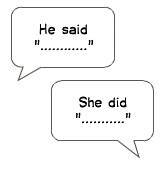 He said
"............"
She did
"..........."